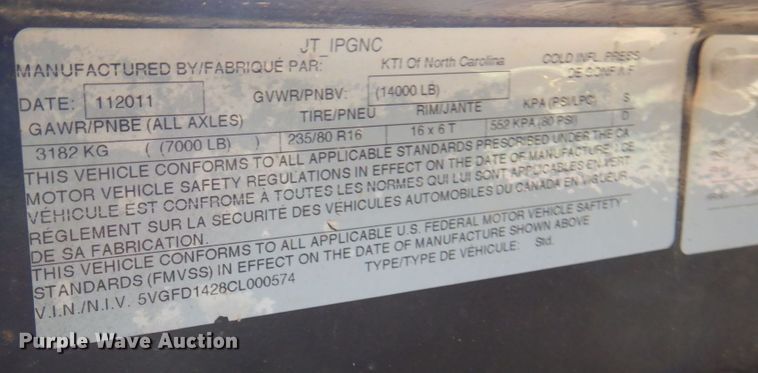 JT_IPGNC
MANUFACTURED BY/FABRIQUÉ PAR: KTI Of North Carolina COLD INFL. PRESS
DATE: 112011 GVWR/PNBV: (14000 LB) DE CONF A F
GAWR/PNBE (ALL AXLES) TIRE/PNEU RIM/JANTE KPA (PSI/LPC) S
3182 KG ( (7000 LB) ) 235/80 R16 16 x 6 T 552 KPA (80 PSI) D
THIS VEHICLE CONFORMS TO ALL APPLICABLE STANDARDS PRESCRIBED UNDER THE CA
MOTOR VEHICLE SAFETY REGULATIONS IN EFFECT ON THE DATE OF MANUFACTURE. / CE
VÉHICULE EST CONFORME À TOUTES LES NORMES QUI LUI SONT APPLICABLES EN VERT
RÉGLEMENT SUR LA SÉCURITÉ DES VÉHICULES AUTOMOBILES DU CANADA EN VIGUEUR
DE SA FABRICATION.
THIS VEHICLE CONFORMS TO ALL APPLICABLE U.S. FEDERAL MOTOR VEHICLE SAFETY
STANDARDS (FMVSS) IN EFFECT ON THE DATE OF MANUFACTURE SHOWN ABOVE
V.I.N./N.I.V. 5VGFD1428CL000574 TYPE/TYPE DE VÉHICULE: Std.
Purple Wave Auction